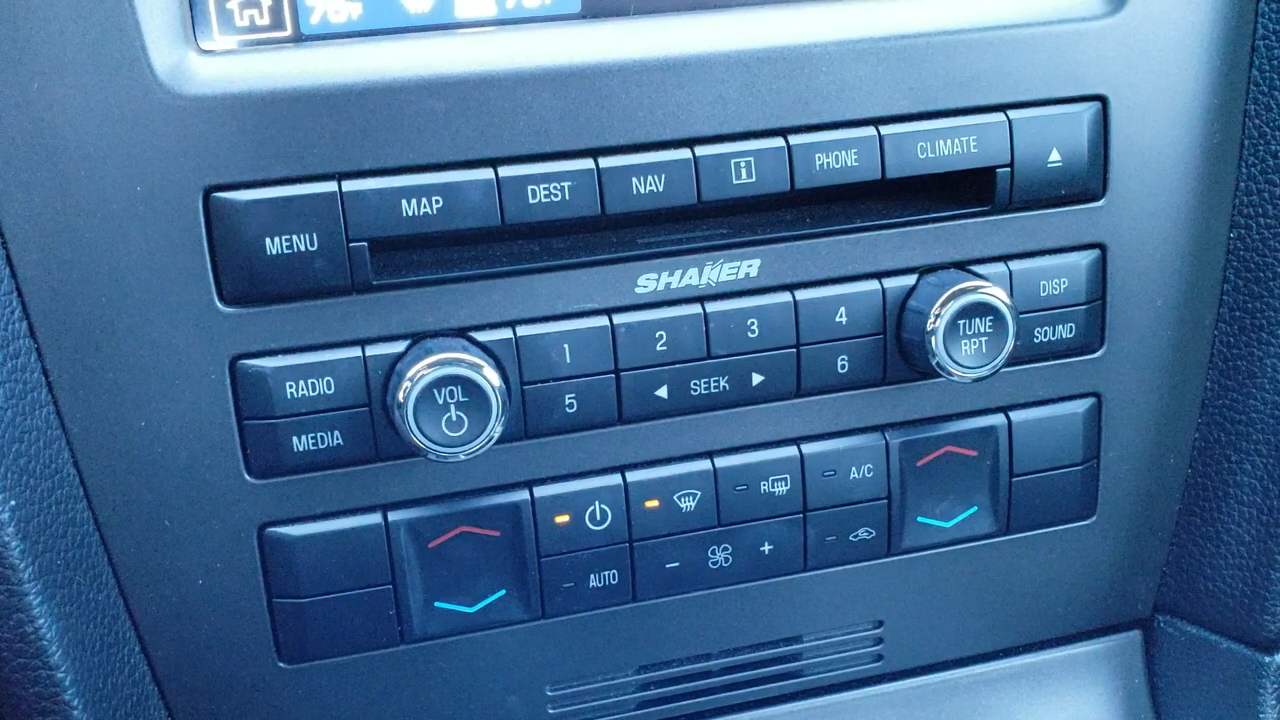 MENU
MAP
DEST
NAV
i
PHONE
CLIMATE
SHAKER
RADIO
MEDIA
VOL
1
2
3
4
5
SEEK
6
TUNE
RPT
DISP
SOUND
R
A/C
AUTO
- +